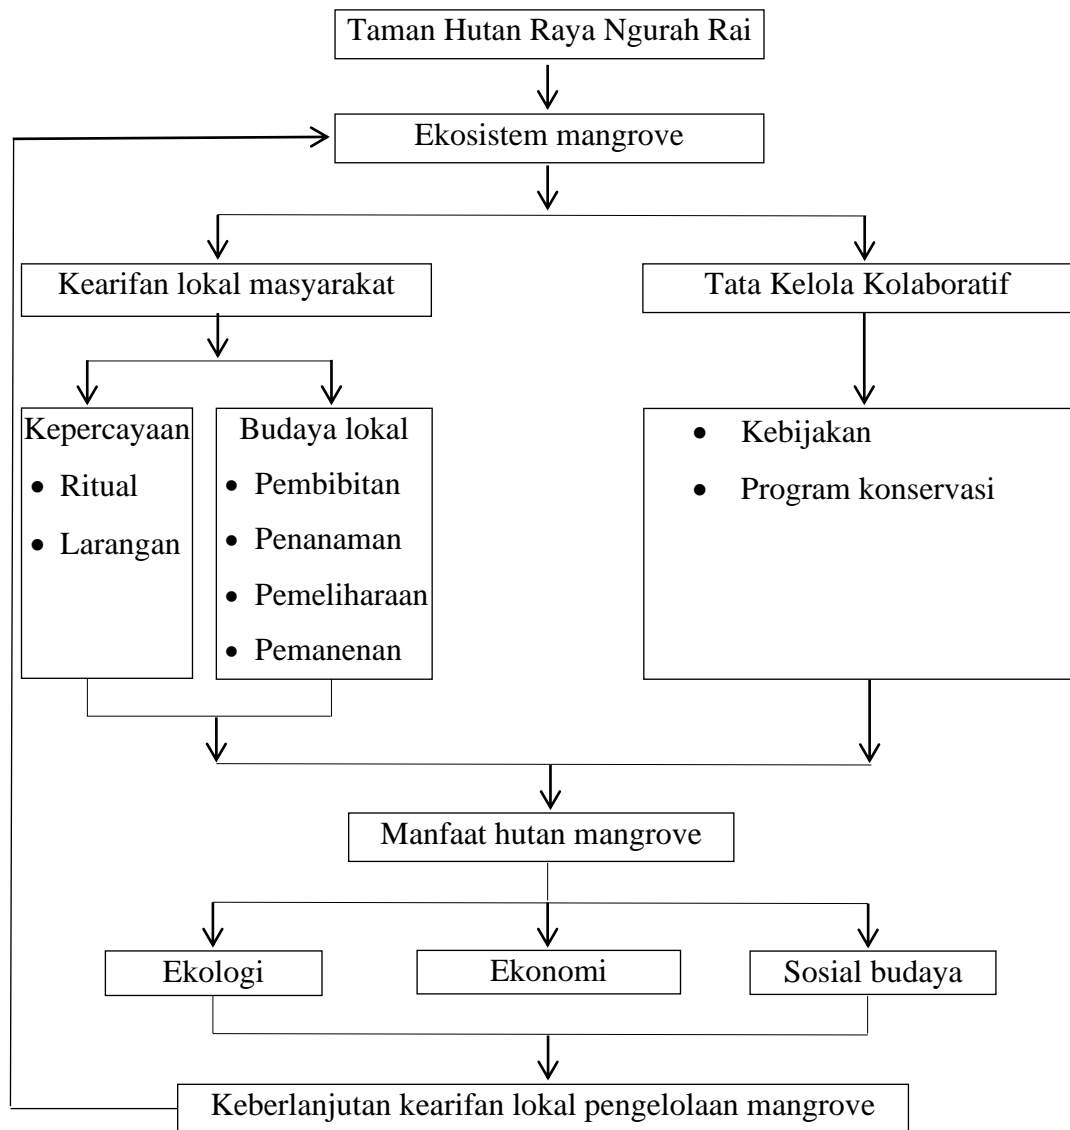 Taman Hutan Raya Ngurah Rai
Ekosistem mangrove
Kearifan lokal masyarakat
Tata Kelola Kolaboratif
Kepercayaan
• Ritual
• Larangan
Budaya lokal
• Pembibitan
• Penanaman
• Pemeliharaan
• Pemanenan
• Kebijakan
• Program konservasi
Manfaat hutan mangrove
Ekologi
Ekonomi
Sosial budaya
Keberlanjutan kearifan lokal pengelolaan mangrove